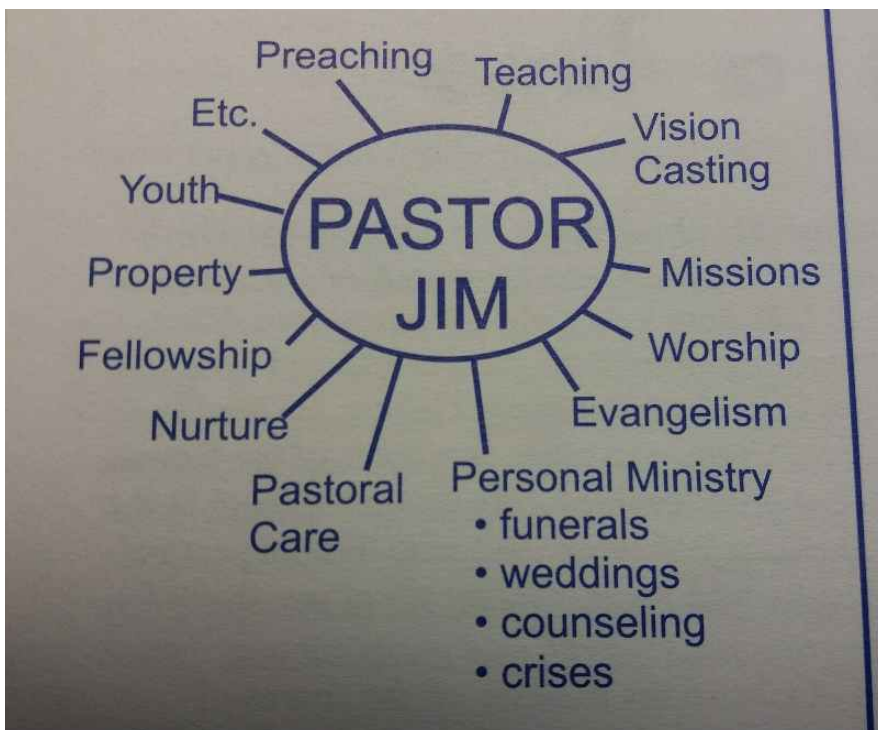 Preaching
Teaching
Etc.
Vision
Casting
Youth
PASTOR
JIM
Property
Missions
Fellowship
Worship
Nurture
Evangelism
Pastoral
Care
Personal Ministry
• funerals
• weddings
• counseling
• crises